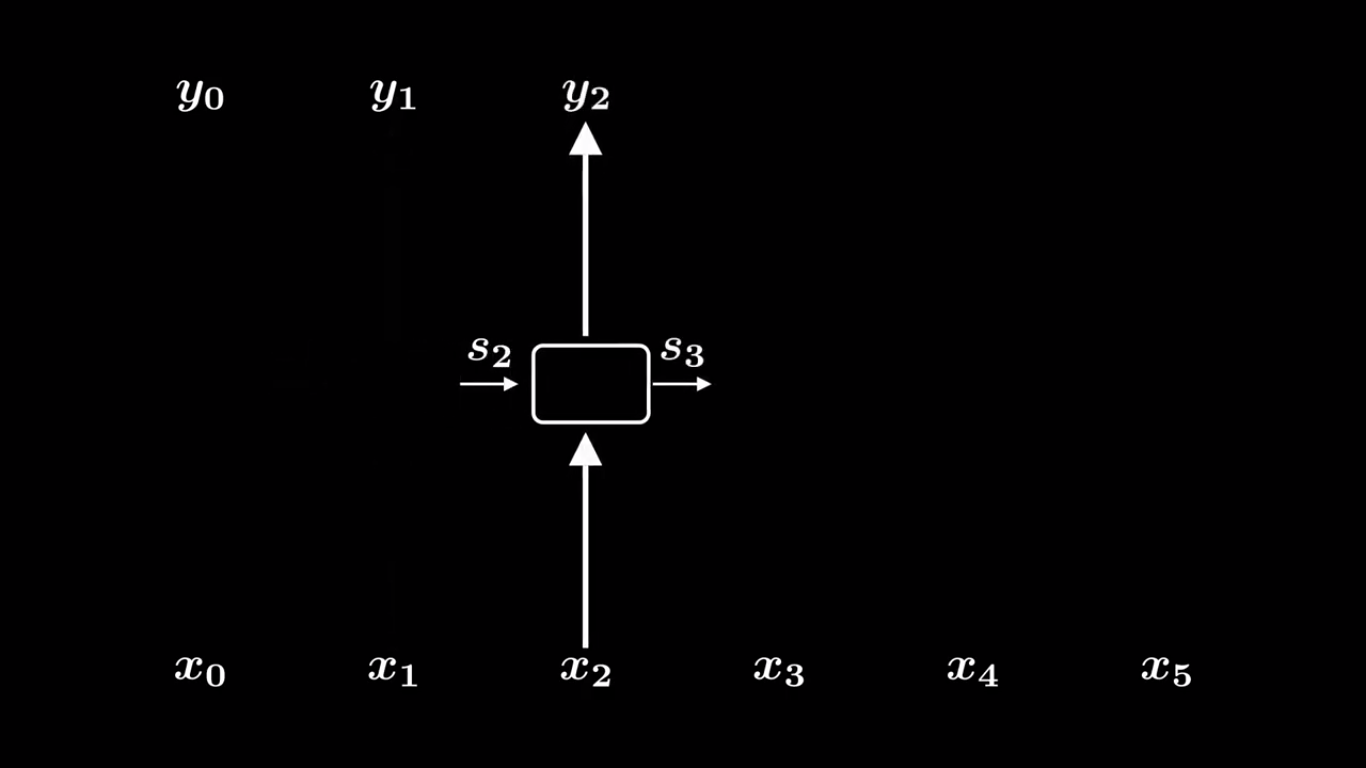 y₀ y₁ y₂
s₂ s₃
x₀ x₁ x₂ x₃ x₄ x₅